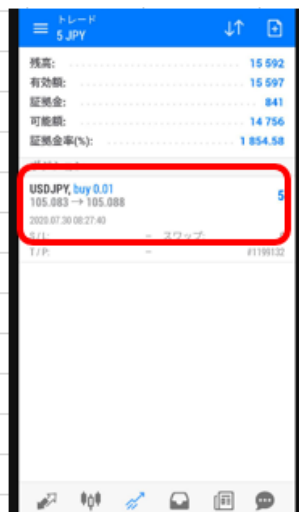 トレード
5 JPY
残高: 15 592
有効額: 15 597
証拠金: 841
可能額: 14 756
証拠金率(%): 1 854.58
USDJPY, buy 0.01
105.083 → 105.088 5
2020.07.30 08:27:40
S / L: – スワップ:
T / P: – #1199132